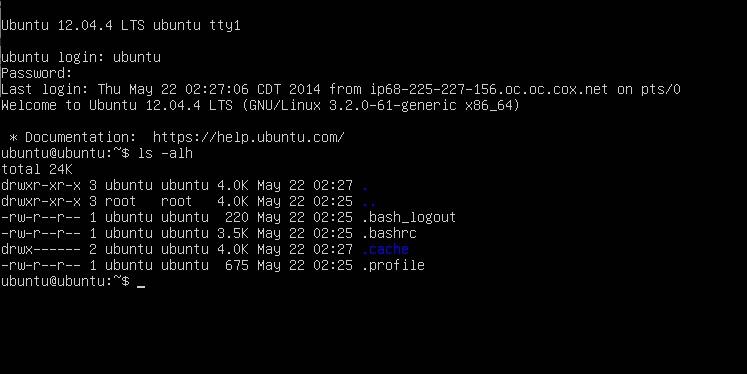 Ubuntu 12.04.4 LTS ubuntu tty1
ubuntu login: ubuntu
Password:
Last login: Thu May 22 02:27:06 CDT 2014 from ip68-225-227-156.oc.oc.cox.net on pts/0
Welcome to Ubuntu 12.04.4 LTS (GNU/Linux 3.2.0-61-generic x86_64)
 * Documentation:  https://help.ubuntu.com/
ubuntu@ubuntu:~$ ls -alh
total 24K
drwxr-xr-x 3 ubuntu ubuntu 4.0K May 22 02:27 .
drwxr-xr-x 3 root   root   4.0K May 22 02:25 ..
-rw-r--r-- 1 ubuntu ubuntu  220 May 22 02:25 .bash_logout
-rw-r--r-- 1 ubuntu ubuntu 3.5K May 22 02:25 .bashrc
drwx------ 2 ubuntu ubuntu 4.0K May 22 02:27 .cache
-rw-r--r-- 1 ubuntu ubuntu  675 May 22 02:25 .profile
ubuntu@ubuntu:~$ _